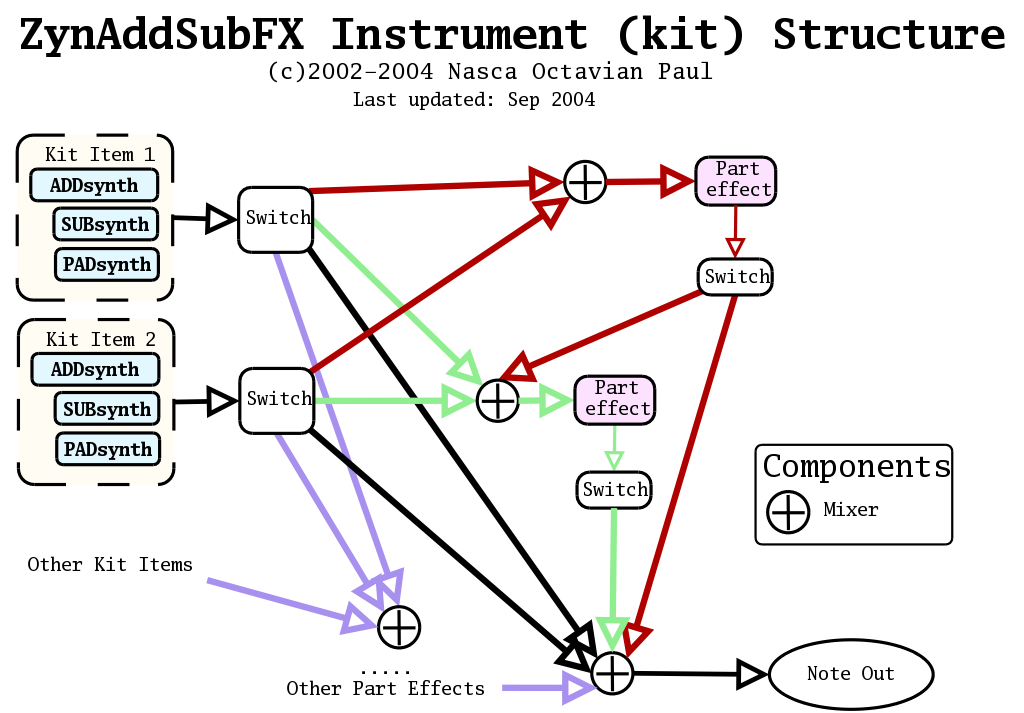 ZynAddSubFX Instrument (kit) Structure
(c)2002-2004 Nasca Octavian Paul
Last updated: Sep 2004
Kit Item 1
ADDsynth
SUBsynth
PADsynth
Switch
Part
effect
Switch
Kit Item 2
ADDsynth
SUBsynth
PADsynth
Switch
Part
effect
Switch
Components
Mixer
Other Kit Items
.....
Other Part Effects
Note Out